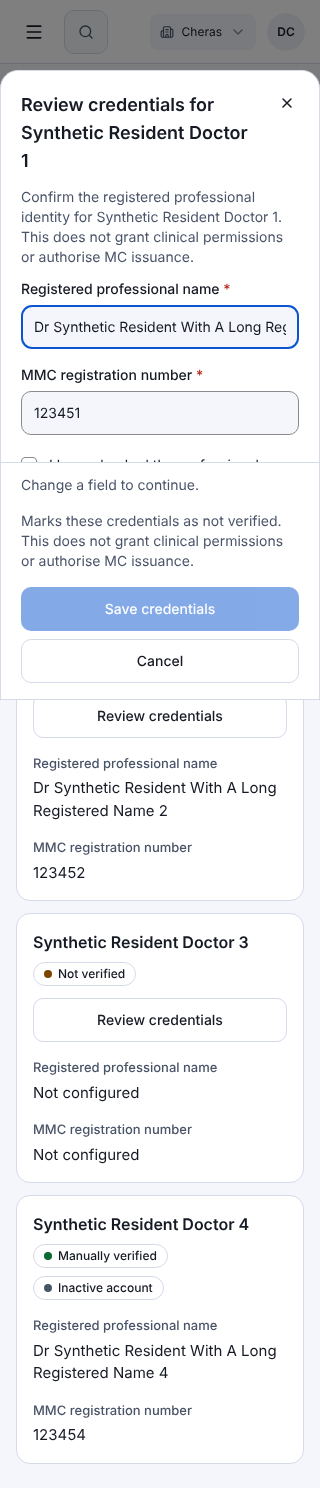 Cheras
DC
Review credentials for
Synthetic Resident Doctor
1
Confirm the registered professional
identity for Synthetic Resident Doctor 1.
This does not grant clinical permissions
or authorise MC issuance.
Registered professional name *
Dr Synthetic Resident With A Long Reg
MMC registration number *
123451
Change a field to continue.
Marks these credentials as not verified.
This does not grant clinical permissions
or authorise MC issuance.
Save credentials
Cancel
Review credentials
Registered professional name
Dr Synthetic Resident With A Long
Registered Name 2
MMC registration number
123452
Synthetic Resident Doctor 3
Not verified
Review credentials
Registered professional name
Not configured
MMC registration number
Not configured
Synthetic Resident Doctor 4
Manually verified
Inactive account
Registered professional name
Dr Synthetic Resident With A Long
Registered Name 4
MMC registration number
123454